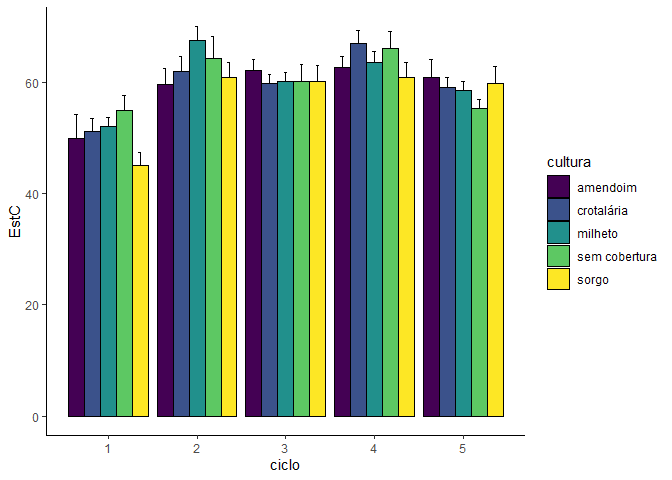 EstC
60
40
20
0
1 2 3 4 5
ciclo
cultura
amendoim
crotalária
milheto
sem cobertura
sorgo